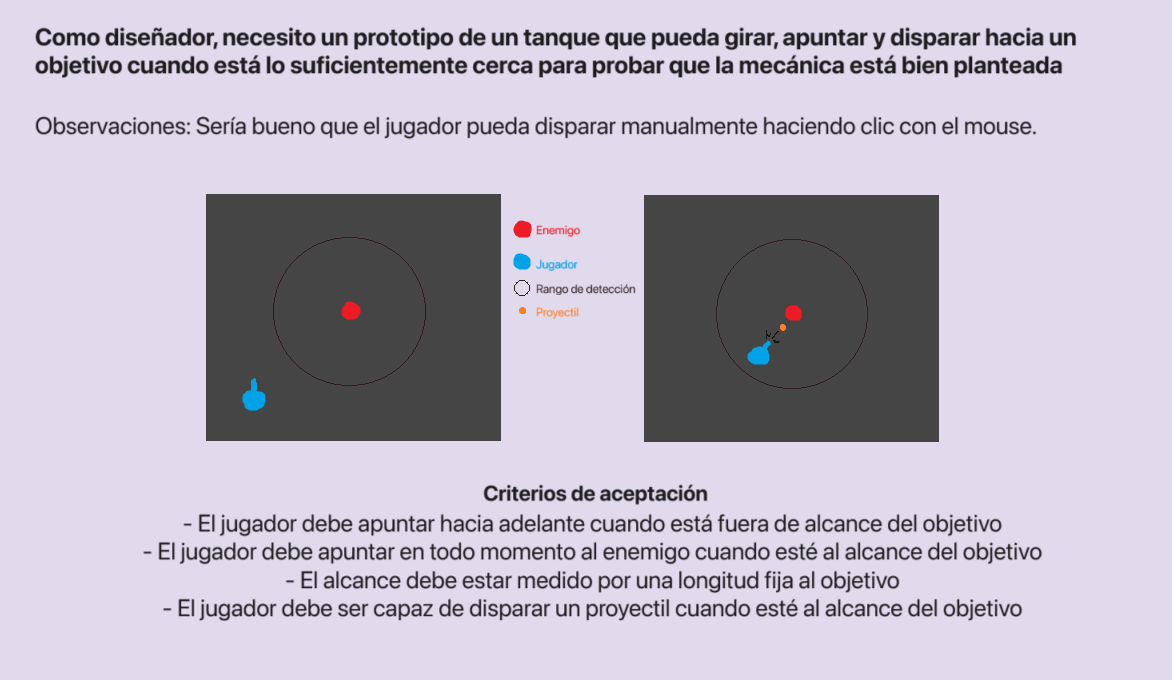 Como diseñador, necesito un prototipo de un tanque que pueda girar, apuntar y disparar hacia un
objetivo cuando está lo suficientemente cerca para probar que la mecánica está bien planteada
Observaciones: Sería bueno que el jugador pueda disparar manualmente haciendo clic con el mouse.
Enemigo
Jugador
Rango de detección
Proyectil
Criterios de aceptación
- El jugador debe apuntar hacia adelante cuando está fuera de alcance del objetivo
- El jugador debe apuntar en todo momento al enemigo cuando esté al alcance del objetivo
- El alcance debe estar medido por una longitud fija al objetivo
- El jugador debe ser capaz de disparar un proyectil cuando esté al alcance del objetivo